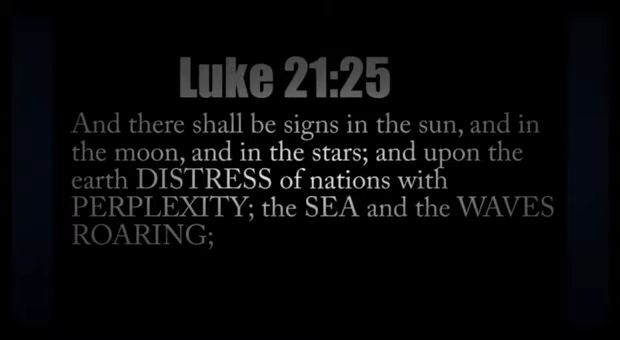 Luke 21:25
And there shall be signs in the sun, and in
the moon, and in the stars; and upon the
earth DISTRESS of nations with
PERPLEXITY; the SEA and the WAVES
ROARING;